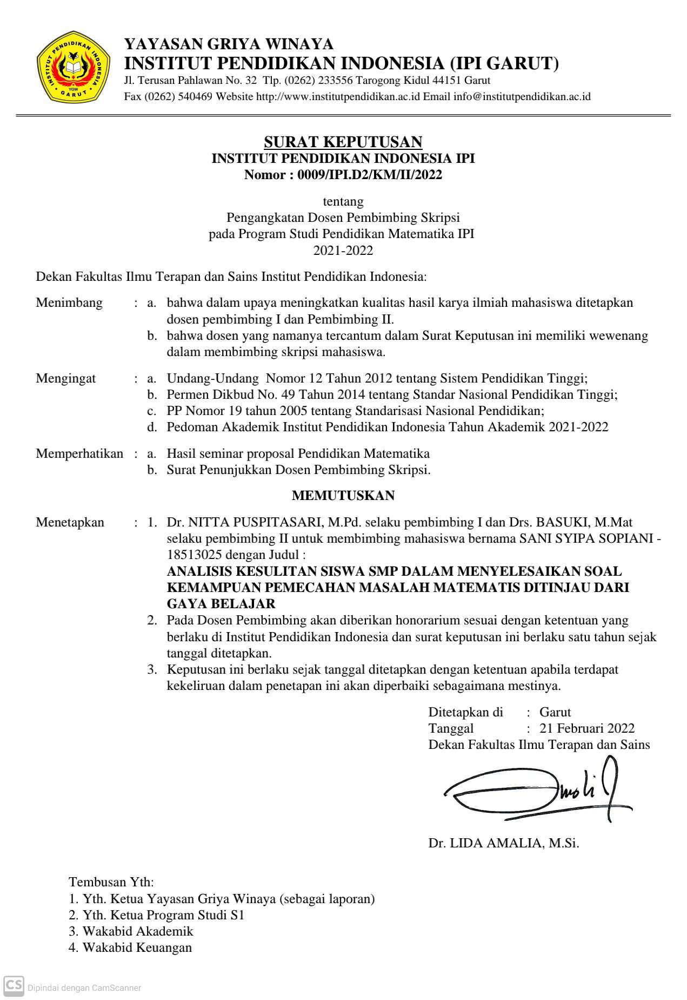 INSTITUT PENDIDIKAN INDONESIA
YGW
• GARUT •
YAYASAN GRIYA WINAYA
INSTITUT PENDIDIKAN INDONESIA (IPI GARUT)
Jl. Terusan Pahlawan No. 32 Tlp. (0262) 233556 Tarogong Kidul 44151 Garut
Fax (0262) 540469 Website http://www.institutpendidikan.ac.id Email info@institutpendidikan.ac.id
SURAT KEPUTUSAN
INSTITUT PENDIDIKAN INDONESIA IPI
Nomor : 0009/IPI.D2/KM/II/2022
tentang
Pengangkatan Dosen Pembimbing Skripsi
pada Program Studi Pendidikan Matematika IPI
2021-2022
Dekan Fakultas Ilmu Terapan dan Sains Institut Pendidikan Indonesia:
Menimbang : a. bahwa dalam upaya meningkatkan kualitas hasil karya ilmiah mahasiswa ditetapkan
dosen pembimbing I dan Pembimbing II.
b. bahwa dosen yang namanya tercantum dalam Surat Keputusan ini memiliki wewenang
dalam membimbing skripsi mahasiswa.
Mengingat : a. Undang-Undang Nomor 12 Tahun 2012 tentang Sistem Pendidikan Tinggi;
b. Permen Dikbud No. 49 Tahun 2014 tentang Standar Nasional Pendidikan Tinggi;
c. PP Nomor 19 tahun 2005 tentang Standarisasi Nasional Pendidikan;
d. Pedoman Akademik Institut Pendidikan Indonesia Tahun Akademik 2021-2022
Memperhatikan : a. Hasil seminar proposal Pendidikan Matematika
b. Surat Penunjukkan Dosen Pembimbing Skripsi.
MEMUTUSKAN
Menetapkan : 1. Dr. NITTA PUSPITASARI, M.Pd. selaku pembimbing I dan Drs. BASUKI, M.Mat
selaku pembimbing II untuk membimbing mahasiswa bernama SANI SYIPA SOPIANI -
18513025 dengan Judul :
ANALISIS KESULITAN SISWA SMP DALAM MENYELESAIKAN SOAL
KEMAMPUAN PEMECAHAN MASALAH MATEMATIS DITINJAU DARI
GAYA BELAJAR
2. Pada Dosen Pembimbing akan diberikan honorarium sesuai dengan ketentuan yang
berlaku di Institut Pendidikan Indonesia dan surat keputusan ini berlaku satu tahun sejak
tanggal ditetapkan.
3. Keputusan ini berlaku sejak tanggal ditetapkan dengan ketentuan apabila terdapat
kekeliruan dalam penetapan ini akan diperbaiki sebagaimana mestinya.
Ditetapkan di : Garut
Tanggal : 21 Februari 2022
Dekan Fakultas Ilmu Terapan dan Sains
Dr. LIDA AMALIA, M.Si.
Tembusan Yth:
1. Yth. Ketua Yayasan Griya Winaya (sebagai laporan)
2. Yth. Ketua Program Studi S1
3. Wakabid Akademik
4. Wakabid Keuangan
CS Dipindai dengan CamScanner